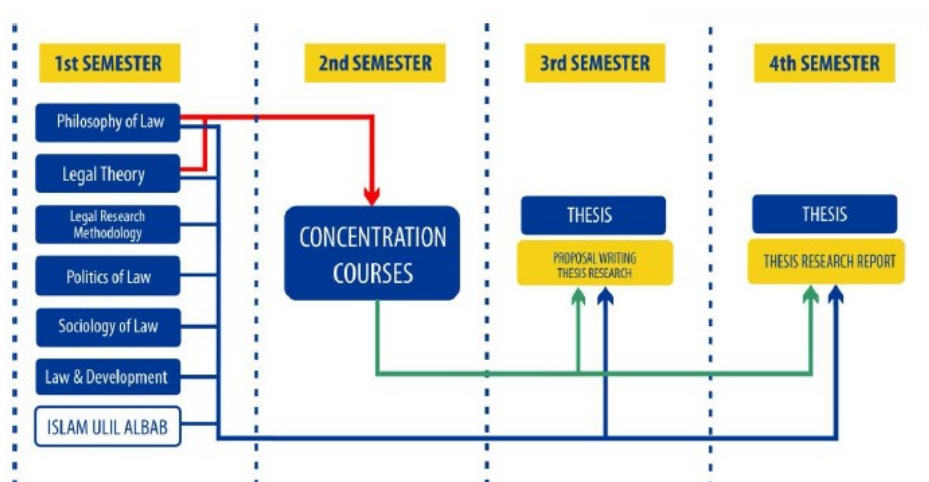 1st SEMESTER
2nd SEMESTER
3rd SEMESTER
4th SEMESTER
Philosophy of Law
Legal Theory
Legal Research
Methodology
Politics of Law
Sociology of Law
Law & Development
ISLAM ULIL ALBAB
CONCENTRATION
COURSES
THESIS
PROPOSAL WRITING
THESIS RESEARCH
THESIS
THESIS RESEARCH REPORT